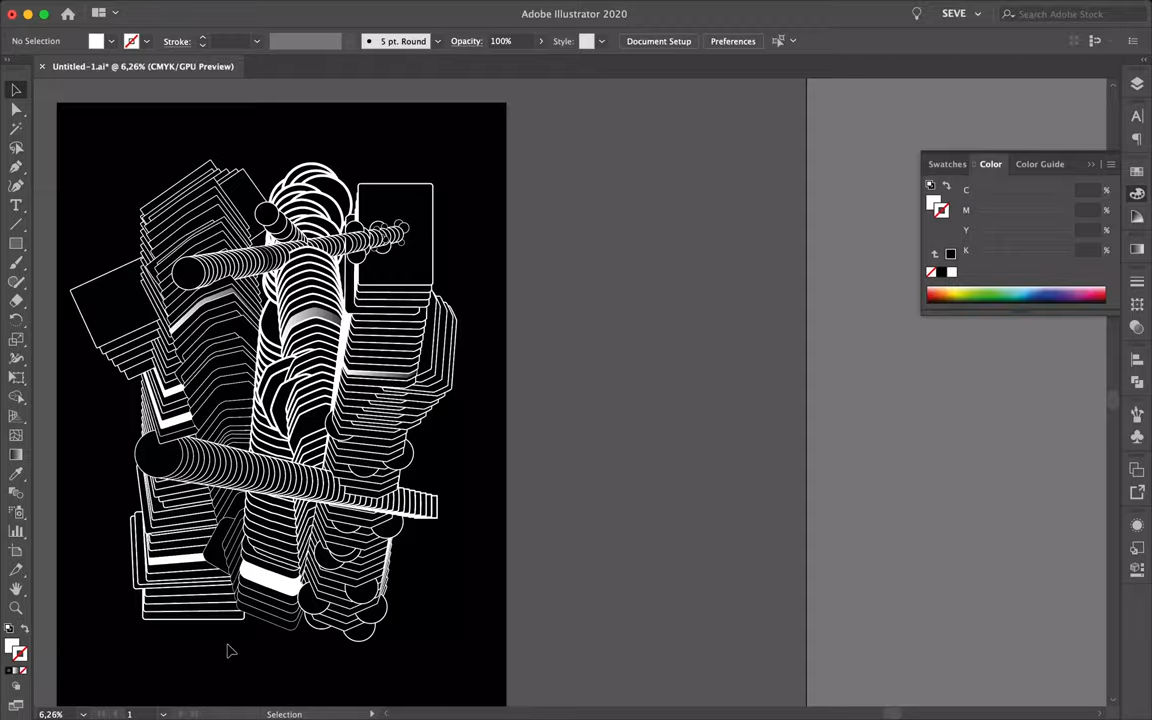 Adobe Illustrator 2020
SEVE
Search Adobe Stock
No Selection
Stroke:
5 pt. Round
Opacity:
100%
Style:
Document Setup
Preferences
Untitled-1.ai* @ 6,26% (CMYK/GPU Preview)
Swatches
Color
Color Guide
C
%
M
%
Y
%
K
%
6,26%
1
Selection